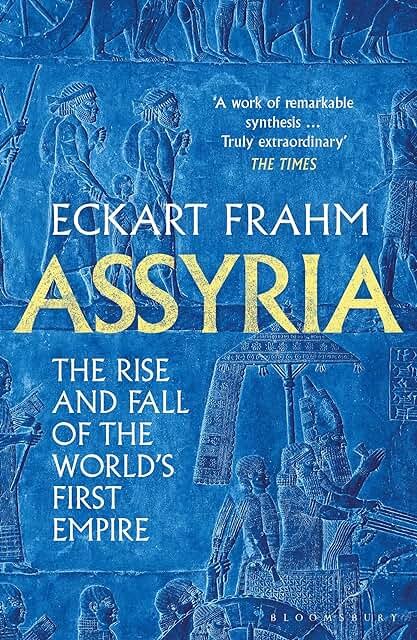 ‘A work of remarkable
synthesis ...
Truly extraordinary’
THE TIMES
ECKART FRAHM
ASSYRIA
THE RISE
AND FALL
OF THE
WORLD’S
FIRST
EMPIRE
BLOOMSBURY